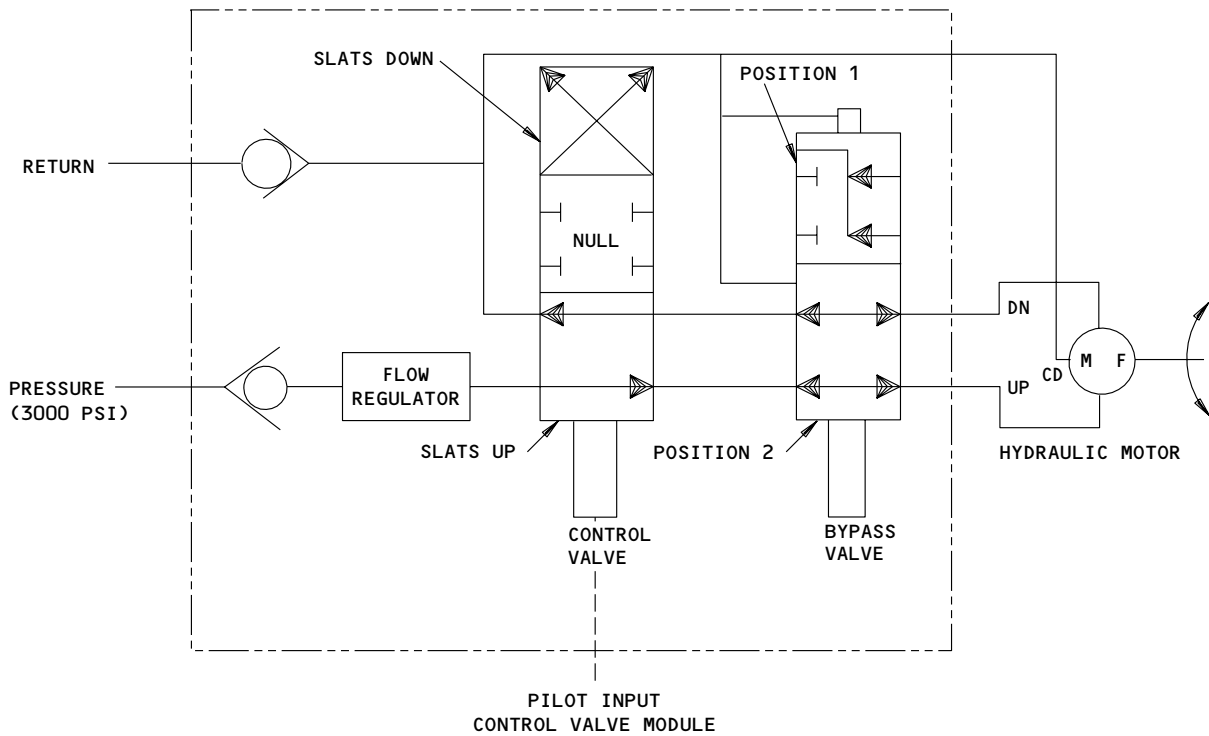 SLATS DOWN
POSITION 1
RETURN
NULL
DN
FLOW
REGULATOR
M F
CD
UP
PRESSURE
(3000 PSI)
SLATS UP
POSITION 2
HYDRAULIC MOTOR
CONTROL
VALVE
BYPASS
VALVE
PILOT INPUT
CONTROL VALVE MODULE